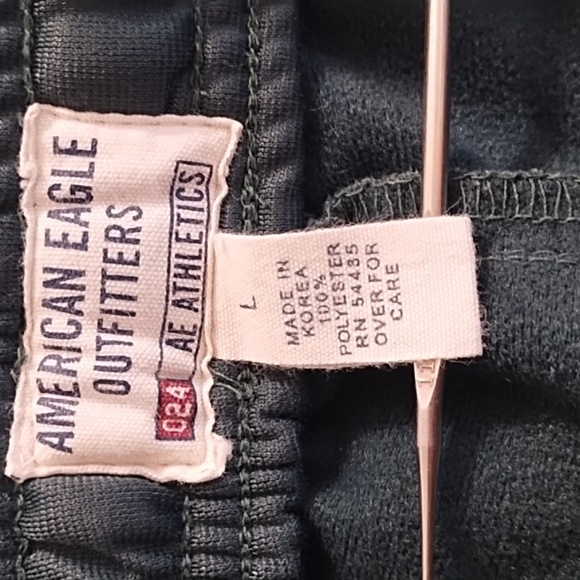 AMERICAN EAGLE
OUTFITTERS
024 AE ATHLETICS
L
MADE IN
KOREA
100%
POLYESTER
RN 54485
OVER FOR
CARE